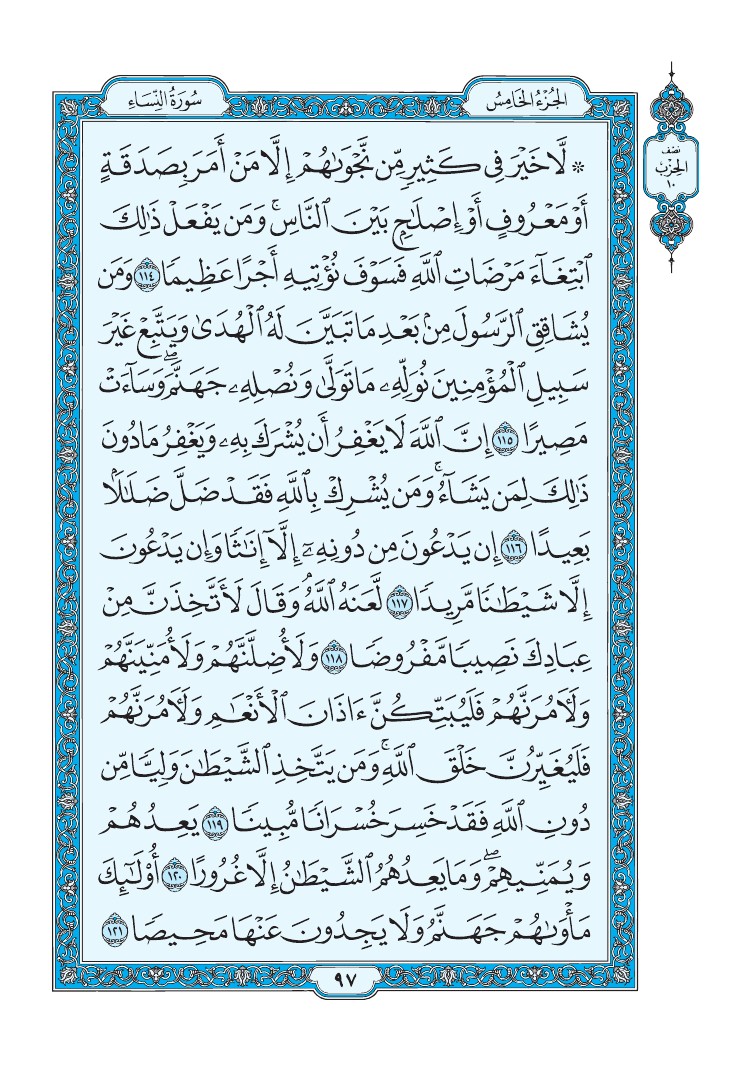 الجُزْءُ الخَامِسُ
سُورَةُ النِّسَاءِ
نصف
الحِزْب
١٠
* لَّا خَيْرَ فِي كَثِيرٍ مِّن نَّجْوَىٰهُمْ إِلَّا مَنْ أَمَرَ بِصَدَقَةٍ
أَوْ مَعْرُوفٍ أَوْ إِصْلَٰحٍۭ بَيْنَ ٱلنَّاسِۚ وَمَن يَفْعَلْ ذَٰلِكَ
ٱبْتِغَآءَ مَرْضَاتِ ٱللَّهِ فَسَوْفَ نُؤْتِيهِ أَجْرًا عَظِيمًا ١١٤ وَمَن
يُشَاقِقِ ٱلرَّسُولَ مِنۢ بَعْدِ مَا تَبَيَّنَ لَهُ ٱلْهُدَىٰ وَيَتَّبِعْ غَيْرَ
سَبِيلِ ٱلْمُؤْمِنِينَ نُوَلِّهِۦ مَا تَوَلَّىٰ وَنُصْلِهِۦ جَهَنَّمَۖ وَسَآءَتْ
مَصِيرًا ١١٥ إِنَّ ٱللَّهَ لَا يَغْفِرُ أَن يُشْرَكَ بِهِۦ وَيَغْفِرُ مَا دُونَ
ذَٰلِكَ لِمَن يَشَآءُۚ وَمَن يُشْرِكْ بِٱللَّهِ فَقَدْ ضَلَّ ضَلَٰلًۢا
بَعِيدًا ١١٦ إِن يَدْعُونَ مِن دُونِهِۦٓ إِلَّآ إِنَٰثًا وَإِن يَدْعُونَ
إِلَّا شَيْطَٰنًا مَّرِيدًا ١١٧ لَّعَنَهُ ٱللَّهُۘ وَقَالَ لَأَتَّخِذَنَّ مِنْ
عِبَادِكَ نَصِيبًا مَّفْرُوضًا ١١٨ وَلَأُضِلَّنَّهُمْ وَلَأُمَنِّيَنَّهُمْ
وَلَءَامُرَنَّهُمْ فَلَيُبَتِّكُنَّ ءَاذَانَ ٱلْأَنْعَٰمِ وَلَءَامُرَنَّهُمْ
فَلَيُغَيِّرُنَّ خَلْقَ ٱللَّهِۚ وَمَن يَتَّخِذِ ٱلشَّيْطَٰنَ وَلِيًّا مِّن
دُونِ ٱللَّهِ فَقَدْ خَسِرَ خُسْرَانًا مُّبِينًا ١١٩ يَعِدُهُمْ
وَيُمَنِّيهِمْۖ وَمَا يَعِدُهُمُ ٱلشَّيْطَٰنُ إِلَّا غُرُورًا ١٢٠ أُو۟لَٰٓئِكَ
مَأْوَىٰهُمْ جَهَنَّمُ وَلَا يَجِدُونَ عَنْهَا مَحِيصًا ١٢١
٩٧